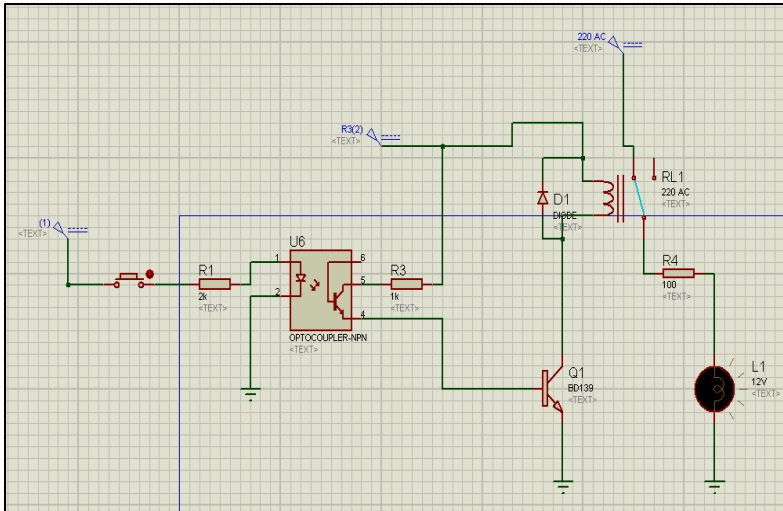 220 AC
<TEXT>
R3(2)
<TEXT>
RL1
220 AC
<TEXT>
D1
DIODE
(1)
<TEXT>
U6
R1
2k
<TEXT>
1
2
6
5
4
R3
1k
<TEXT>
OPTOCOUPLER-NPN
<TEXT>
R4
100
<TEXT>
Q1
BD139
<TEXT>
L1
12V
<TEXT>